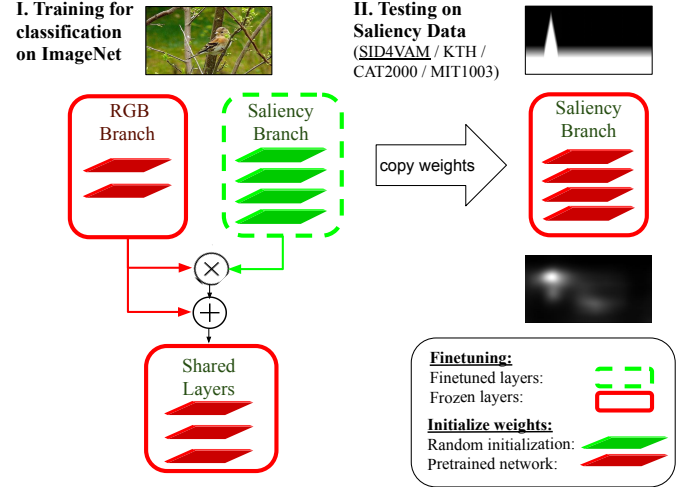 I. Training for
classification
on ImageNet
II. Testing on
Saliency Data
(SID4VAM / KTH /
CAT2000 / MIT1003)
RGB
Branch
Saliency
Branch
copy weights
Saliency
Branch
Shared
Layers
Finetuning:
Finetuned layers:
Frozen layers:
Initialize weights:
Random initialization:
Pretrained network: